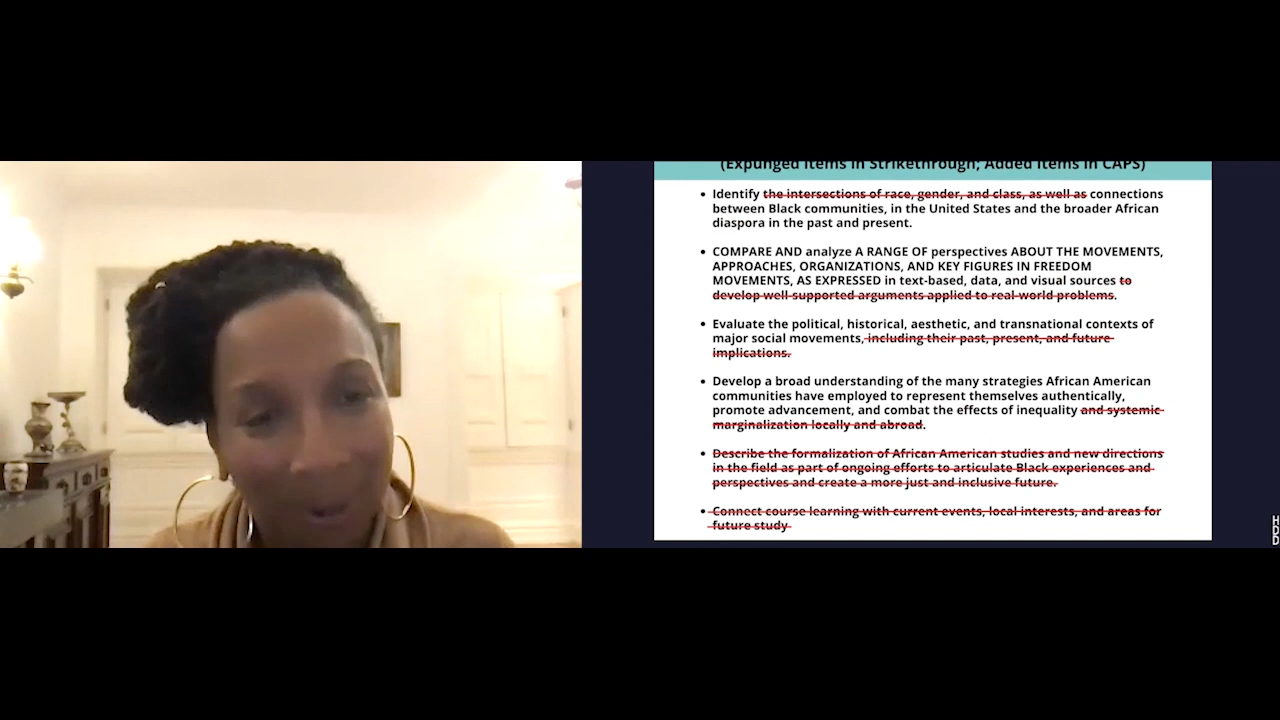 (Expunged Items in Strikethrough; Added Items in CAPS)
• Identify the intersections of race, gender, and class, as well as connections
between Black communities, in the United States and the broader African
diaspora in the past and present.
• COMPARE AND analyze A RANGE OF perspectives ABOUT THE MOVEMENTS,
APPROACHES, ORGANIZATIONS, AND KEY FIGURES IN FREEDOM
MOVEMENTS, AS EXPRESSED in text-based, data, and visual sources to
develop well-supported arguments applied to real-world problems.
• Evaluate the political, historical, aesthetic, and transnational contexts of
major social movements, including their past, present, and future
implications.
• Develop a broad understanding of the many strategies African American
communities have employed to represent themselves authentically,
promote advancement, and combat the effects of inequality and systemic
marginalization locally and abroad.
• Describe the formalization of African American studies and new directions
in the field as part of ongoing efforts to articulate Black experiences and
perspectives and create a more just and inclusive future.
• Connect course learning with current events, local interests, and areas for
future study